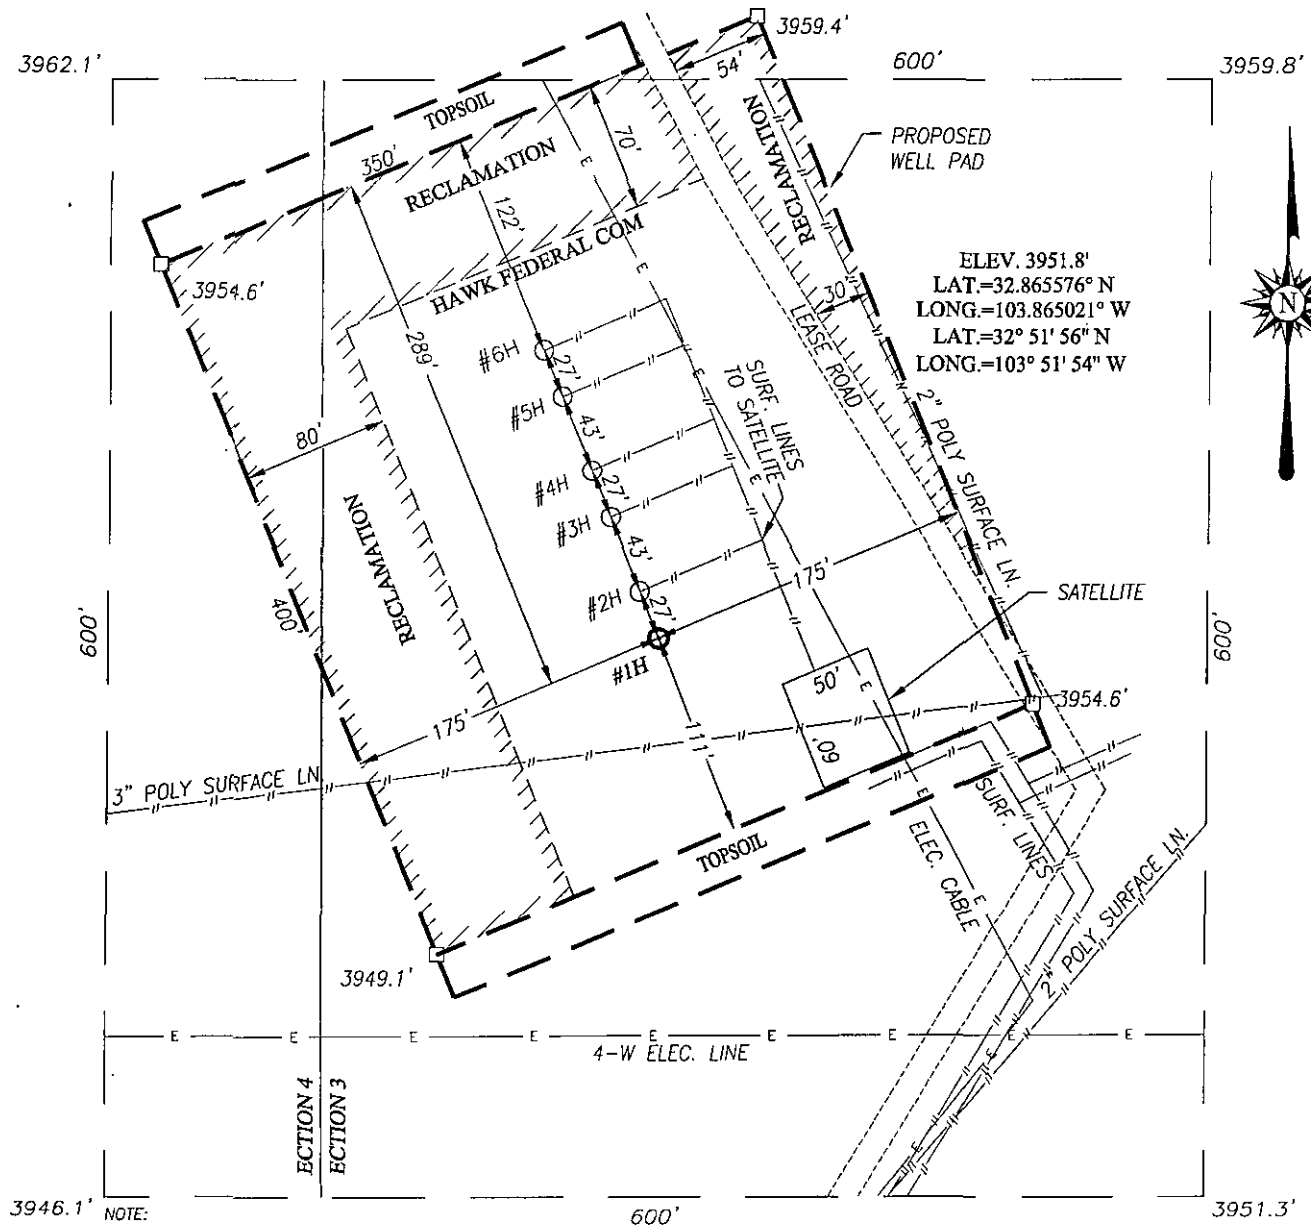 3959.4'
3962.1'
600'
3959.8'
54'
TOPSOIL
350'
RECLAMATION
70'
RECLAMATION
PROPOSED
WELL PAD
122'
E
HAWK FEDERAL COM
3954.6'
ELEV. 3951.8'
LAT.=32.865576° N
LONG.=103.865021° W
LAT.=32° 51' 56" N
LONG.=103° 51' 54" W
N
30'
LEASE ROAD
289'
#6H
27'
#5H
SURF. LINES
TO SATELLITE
2" POLY SURFACE LN.
80'
43'
#4H
27'
#3H
E
RECLAMATION
43'
175'
400'
#2H
27'
SATELLITE
600'
600'
#1H
E
50'
3954.6'
175'
111'
60'
3" POLY SURFACE LN.
E
SURF. LINES
TOPSOIL
ELEC. CABLE
E
2" POLY SURFACE LN.
3949.1'
E E E E E E E E E
4-W ELEC. LINE
E
ECTION 4
ECTION 3
E
3946.1'
NOTE:
600'
3951.3'